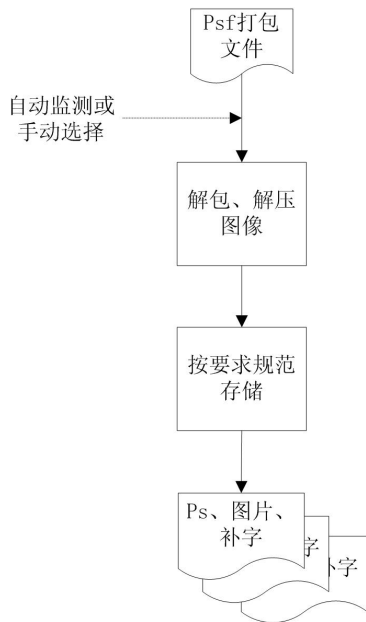 Psf打包
文件
自动监测或
手动选择
解包、解压
图像
按要求规范
存储
Ps、图片、
补字
字
卜字